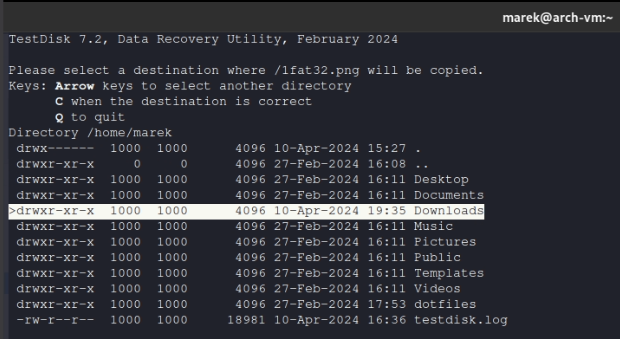 marek@arch-vm:~
TestDisk 7.2, Data Recovery Utility, February 2024
Please select a destination where /1fat32.png will be copied.
Keys: Arrow keys to select another directory
C when the destination is correct
Q to quit
Directory /home/marek
drwx------ 1000 1000 4096 10-Apr-2024 15:27 .
drwxr-xr-x 0 0 4096 27-Feb-2024 16:08 ..
drwxr-xr-x 1000 1000 4096 27-Feb-2024 16:11 Desktop
drwxr-xr-x 1000 1000 4096 27-Feb-2024 16:11 Documents
>drwxr-xr-x 1000 1000 4096 10-Apr-2024 19:35 Downloads
drwxr-xr-x 1000 1000 4096 27-Feb-2024 16:11 Music
drwxr-xr-x 1000 1000 4096 27-Feb-2024 16:11 Pictures
drwxr-xr-x 1000 1000 4096 27-Feb-2024 16:11 Public
drwxr-xr-x 1000 1000 4096 27-Feb-2024 16:11 Templates
drwxr-xr-x 1000 1000 4096 27-Feb-2024 16:11 Videos
drwxr-xr-x 1000 1000 4096 27-Feb-2024 17:53 dotfiles
-rw-r--r-- 1000 1000 18981 10-Apr-2024 16:36 testdisk.log